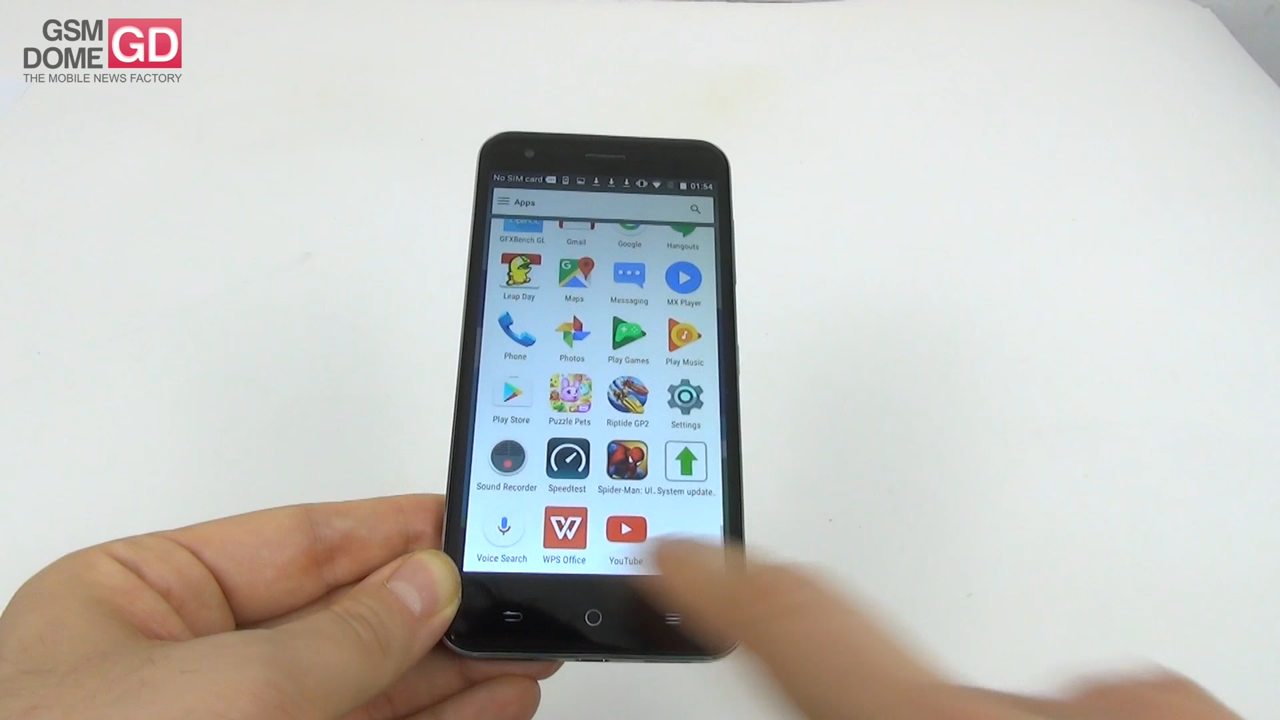 GSM
DOME GD
THE MOBILE NEWS FACTORY
No SIM card 01:54
Apps
GFXBench GL Gmail Google Hangouts
Leap Day Maps Messaging MX Player
Phone Photos Play Games Play Music
Play Store Puzzle Pets Riptide GP2 Settings
Sound Recorder Speedtest Spider-Man: Ul.. System update.
Voice Search WPS Office YouTube